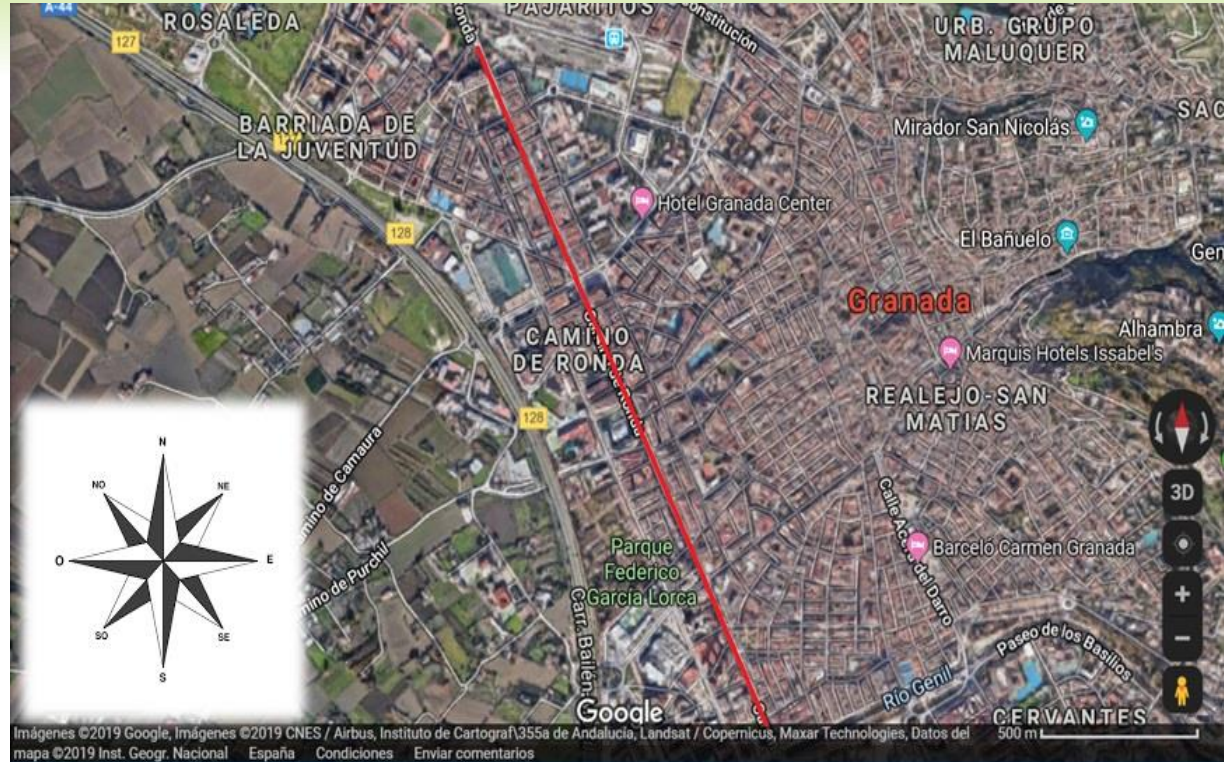 A-44
ROSALEDA
Ronda
PAJARITOS
Constitución
URB. GRUPO
MALUQUER
127
BARRIADA DE
LA JUVENTUD
Mirador San Nicolás
SAC
Hotel Granada Center
128
El Bañuelo
Gen
Granada
Alhambra
CAMINO
DE RONDA
Marquis Hotels Issabel's
REALEJO-SAN
MATIAS
128
N
NO
NE
O
E
SO
SE
S
mino de Camaura
mino de Purchil
3D
Parque
Federico
García Lorca
Barceló Carmen Granada
del Darro
Carr. Bailén
Paseo de los Basilios
Río Genil
CERVANTES
Google
Imágenes ©2019 Google, Imágenes ©2019 CNES / Airbus, Instituto de Cartograf\355a de Andalucía, Landsat / Copernicus, Maxar Technologies, Datos del
500 m
mapa ©2019 Inst. Geogr. Nacional España Condiciones Enviar comentarios